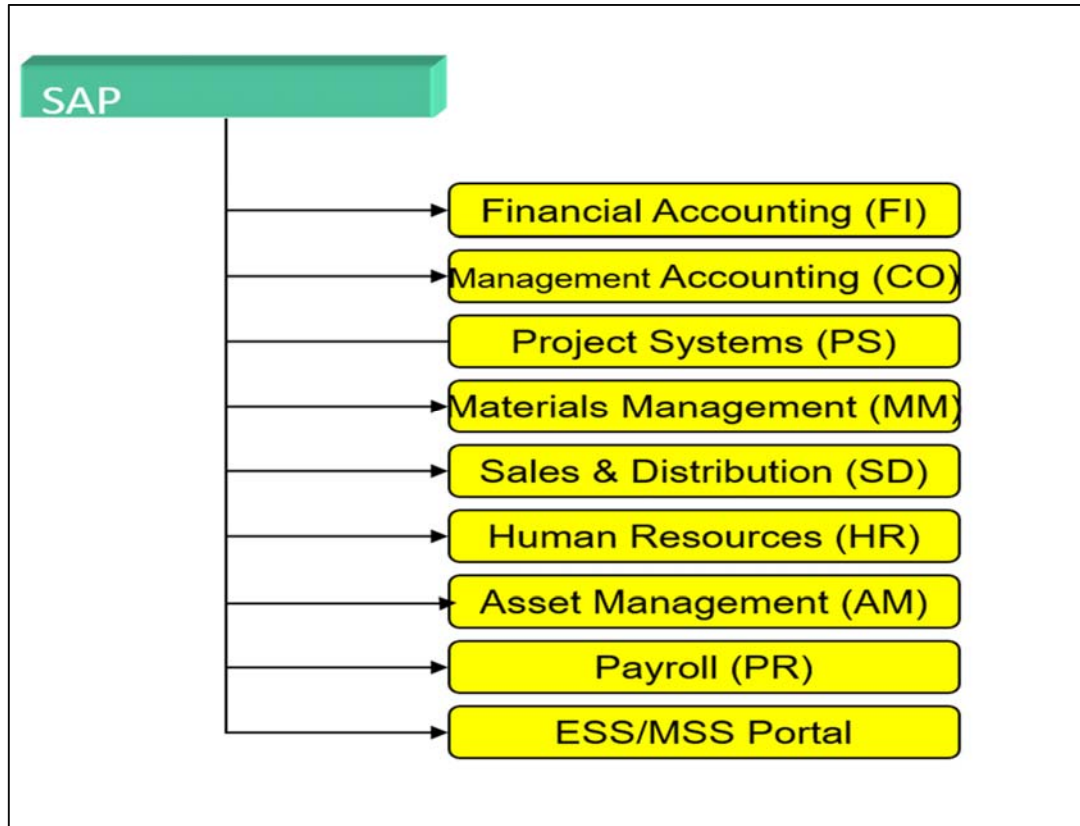 SAP
Financial Accounting (FI)
Management Accounting (CO)
Project Systems (PS)
Materials Management (MM)
Sales & Distribution (SD)
Human Resources (HR)
Asset Management (AM)
Payroll (PR)
ESS/MSS Portal